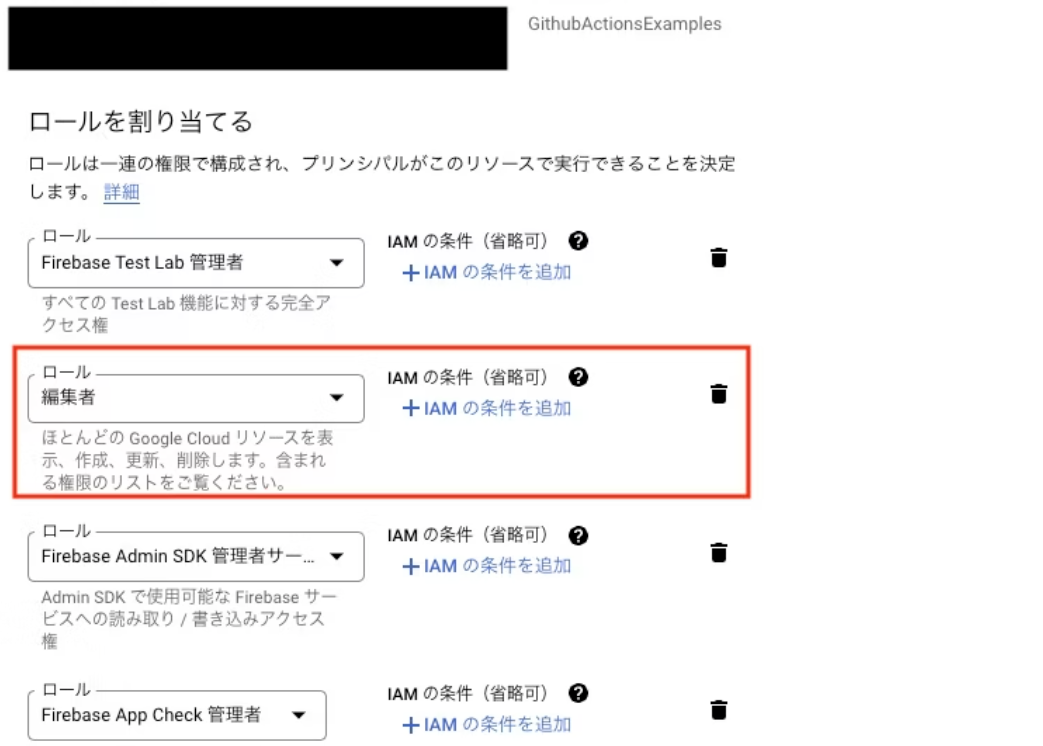 GithubActionsExamples
ロールを割り当てる
ロールは一連の権限で構成され、プリンシパルがこのリソースで実行できることを決定
します。 詳細
ロール
Firebase Test Lab 管理者
IAM の条件（省略可）
+IAM の条件を追加
すべての Test Lab 機能に対する完全ア
クセス権
ロール
編集者
IAM の条件（省略可）
+IAM の条件を追加
ほとんどの Google Cloud リソースを表
示、作成、更新、削除します。含まれ
る権限のリストをご覧ください。
ロール
Firebase Admin SDK 管理者サー...
IAM の条件（省略可）
+IAM の条件を追加
Admin SDK で使用可能な Firebase サー
ビスへの読み取り / 書き込みアクセス
権
ロール
Firebase App Check 管理者
IAM の条件（省略可）
+IAM の条件を追加